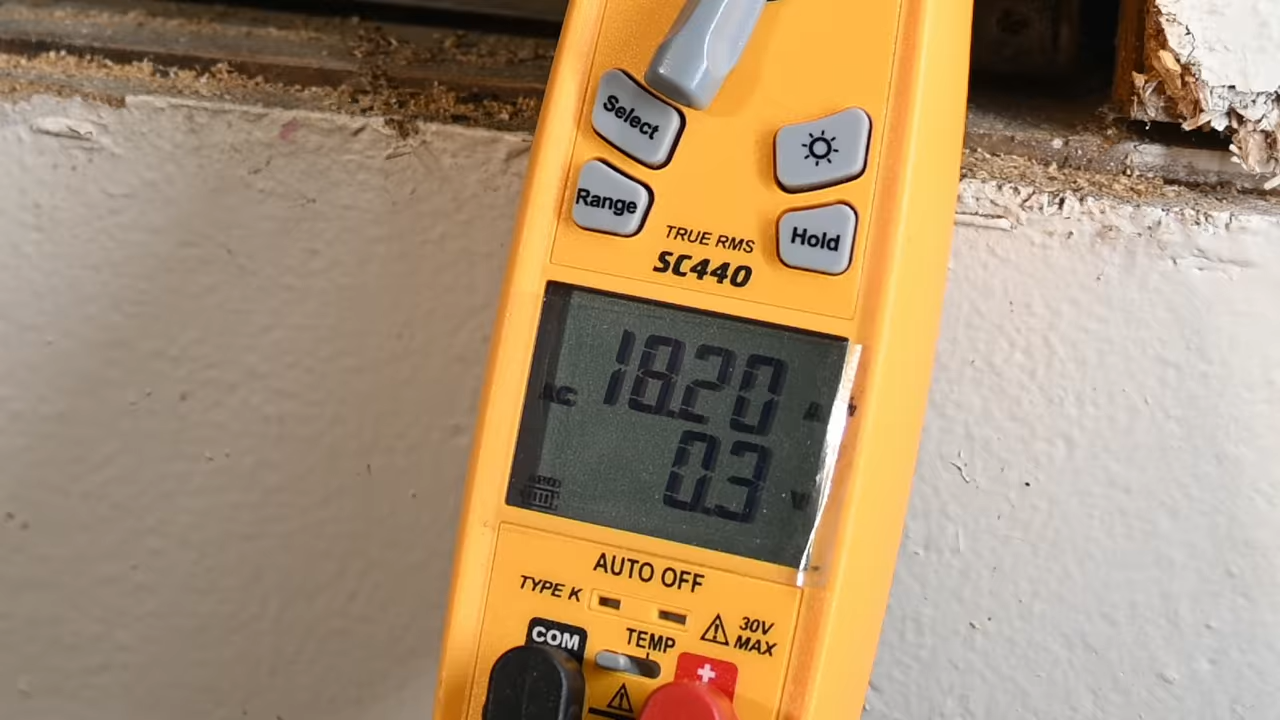 Select
Range
Hold
TRUE RMS
SC440
AC 18.20
0.3 V
AUTO OFF
TYPE K
30V
MAX
COM
TEMP